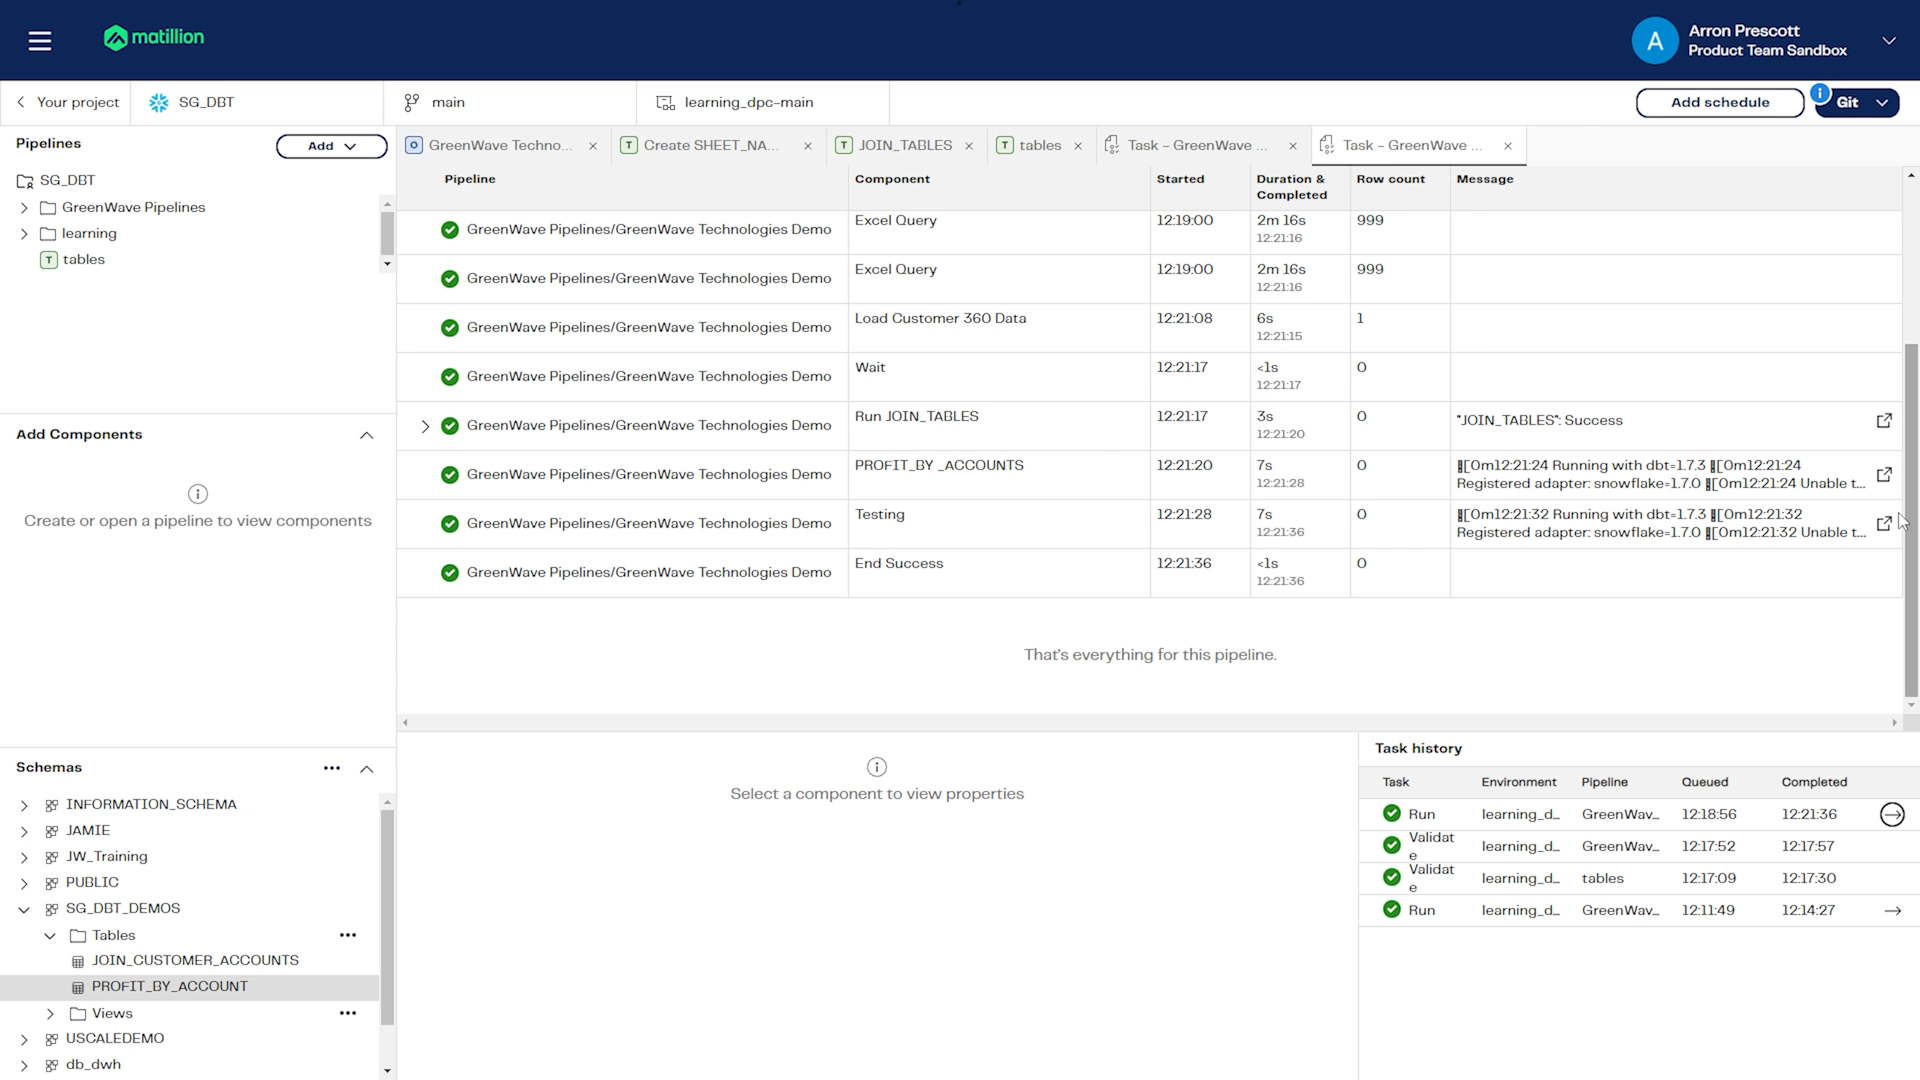 matillion
A
Arron Prescott
Product Team Sandbox
Your project
SG_DBT
main
learning_dpc-main
Add schedule
i
Git
Pipelines
Add
SG_DBT
GreenWave Pipelines
learning
T tables
O GreenWave Techno...
T Create SHEET_NA...
T JOIN_TABLES
T tables
Task - GreenWave ...
Task - GreenWave ...
Pipeline
Component
Started
Duration &
Completed
Row count
Message
GreenWave Pipelines/GreenWave Technologies Demo
Excel Query
12:19:00
2m 16s
12:21:16
999
GreenWave Pipelines/GreenWave Technologies Demo
Excel Query
12:19:00
2m 16s
12:21:16
999
GreenWave Pipelines/GreenWave Technologies Demo
Load Customer 360 Data
12:21:08
6s
12:21:15
1
GreenWave Pipelines/GreenWave Technologies Demo
Wait
12:21:17
<1s
12:21:17
0
GreenWave Pipelines/GreenWave Technologies Demo
Run JOIN_TABLES
12:21:17
3s
12:21:20
0
"JOIN_TABLES": Success
GreenWave Pipelines/GreenWave Technologies Demo
PROFIT_BY _ACCOUNTS
12:21:20
7s
12:21:28
0
[0m12:21:24 Running with dbt=1.7.3 [0m12:21:24
Registered adapter: snowflake=1.7.0 [0m12:21:24 Unable t...
GreenWave Pipelines/GreenWave Technologies Demo
Testing
12:21:28
7s
12:21:36
0
[0m12:21:32 Running with dbt=1.7.3 [0m12:21:32
Registered adapter: snowflake=1.7.0 [0m12:21:32 Unable t...
GreenWave Pipelines/GreenWave Technologies Demo
End Success
12:21:36
<1s
12:21:36
0
That's everything for this pipeline.
Add Components
Create or open a pipeline to view components
Schemas
INFORMATION_SCHEMA
JAMIE
JW_Training
PUBLIC
SG_DBT_DEMOS
Tables
JOIN_CUSTOMER_ACCOUNTS
PROFIT_BY_ACCOUNT
Views
USCALEDEMO
db_dwh
Select a component to view properties
Task history
Task
Environment
Pipeline
Queued
Completed
Run
learning_d...
GreenWav...
12:18:56
12:21:36
Validat
e
learning_d...
GreenWav...
12:17:52
12:17:57
Validat
e
learning_d...
tables
12:17:09
12:17:30
Run
learning_d...
GreenWav...
12:11:49
12:14:27